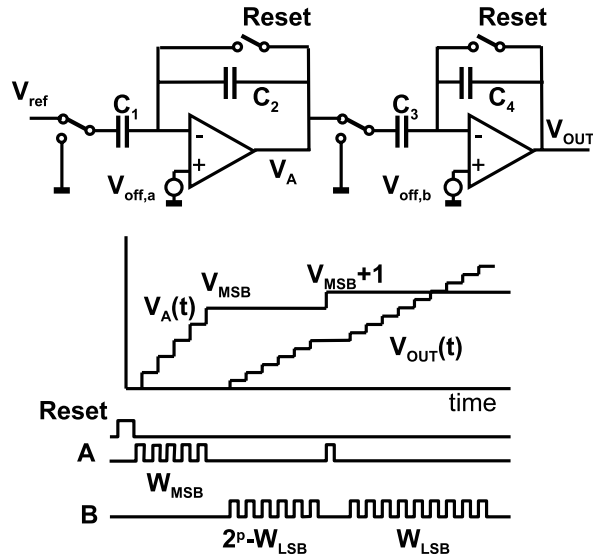 Reset
Reset
Vref
C1
C2
C3
C4
-
+
-
+
VOUT
Voff,a
VA
Voff,b
VMSB
VMSB+1
VA(t)
VOUT(t)
time
Reset
A
WMSB
B
2p-WLSB
WLSB